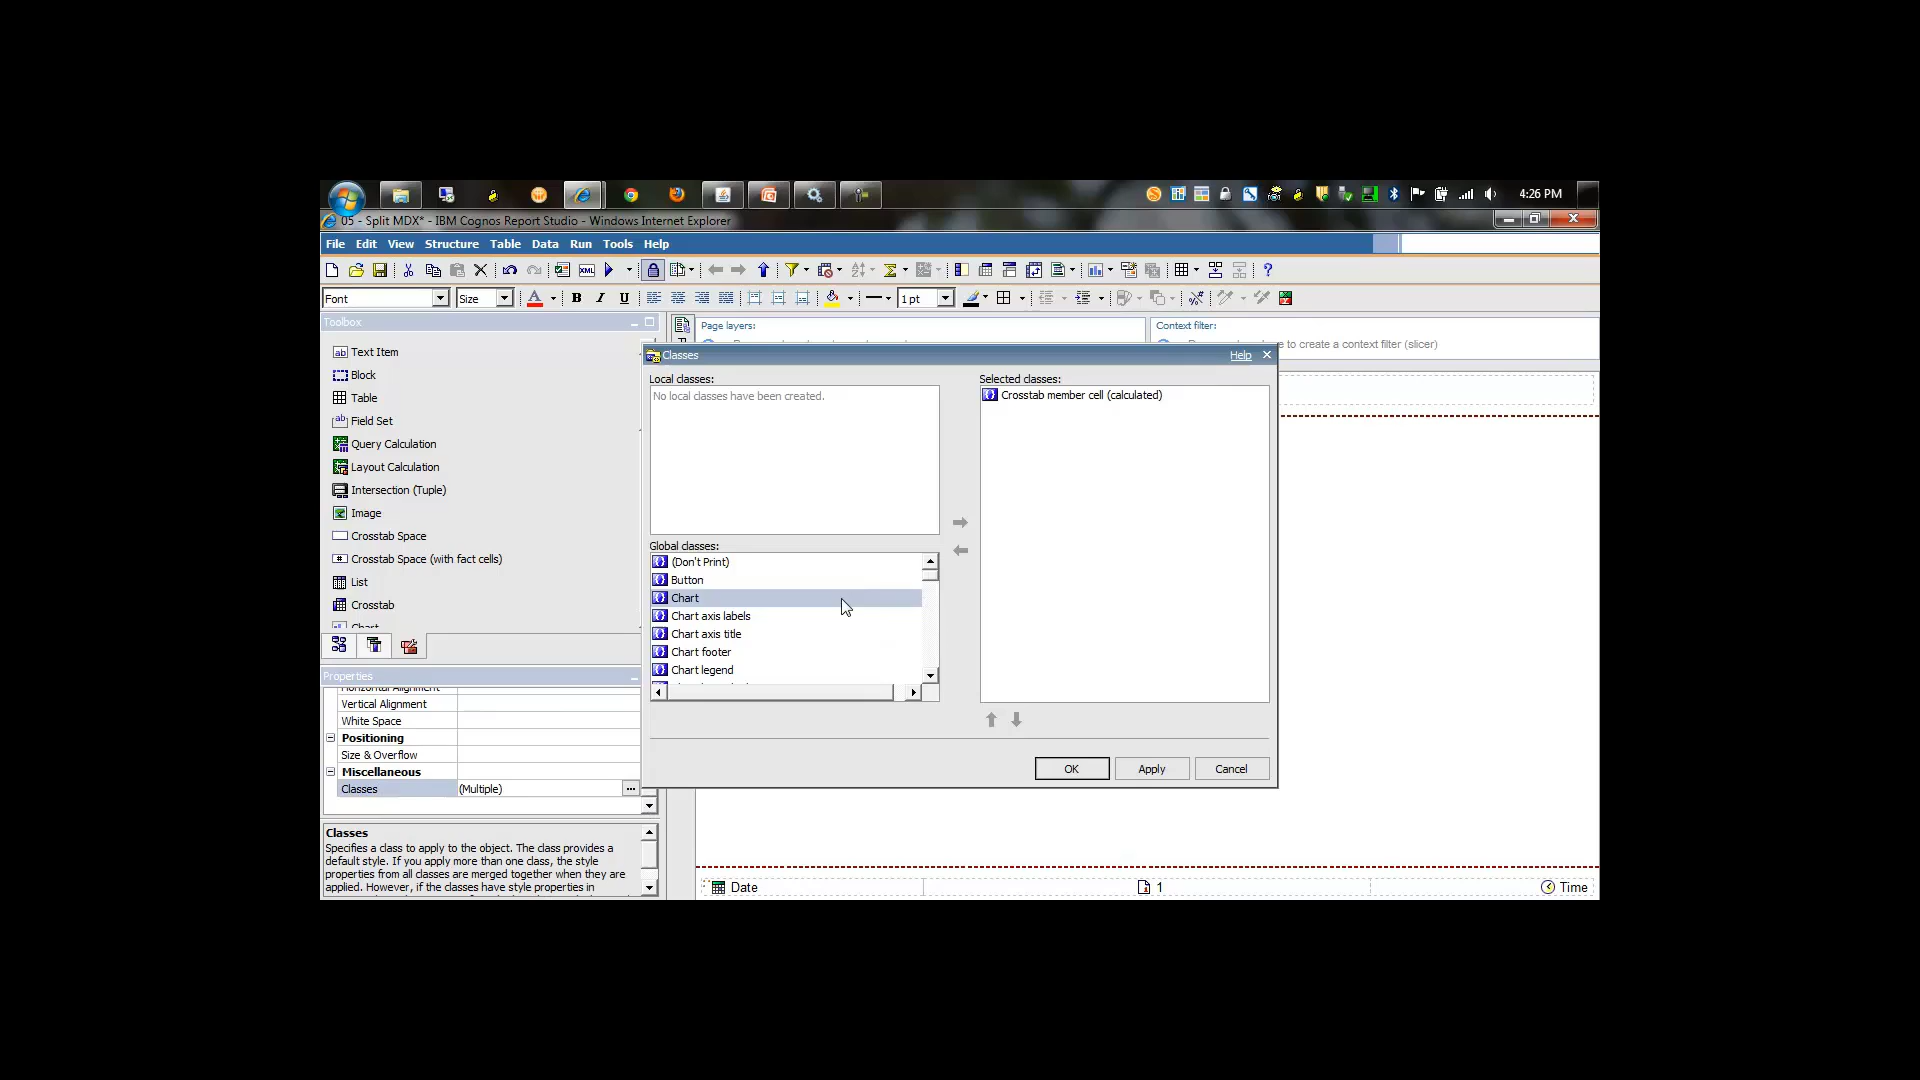 4:26 PM
05 - Split MDX* - IBM Cognos Report Studio - Windows Internet Explorer
File Edit View Structure Table Data Run Tools Help
Font Size 1 pt
Toolbox
Text Item
Block
Table
Field Set
Query Calculation
Layout Calculation
Intersection (Tuple)
Image
Crosstab Space
Crosstab Space (with fact cells)
List
Crosstab
Chart
Properties
Horizontal Alignment
Vertical Alignment
White Space
Positioning
Size & Overflow
Miscellaneous
Classes (Multiple)
Classes
Specifies a class to apply to the object. The class provides a
default style. If you apply more than one class, the style
properties from all classes are merged together when they are
applied. However, if the classes have style properties in
Page layers:
Context filter:
e to create a context filter (slicer)
Classes Help
Local classes:
No local classes have been created.
Global classes:
(Don't Print)
Button
Chart
Chart axis labels
Chart axis title
Chart footer
Chart legend
Selected classes:
Crosstab member cell (calculated)
OK Apply Cancel
Date 1 Time